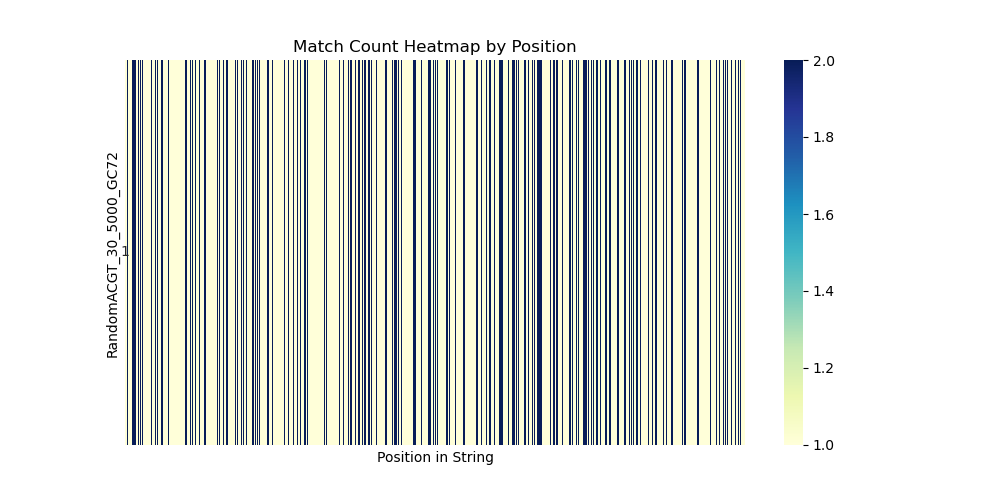 Match Count Heatmap by Position
RandomACGT_30_5000_GC72
1
Position in String
2.0
1.8
1.6
1.4
1.2
1.0